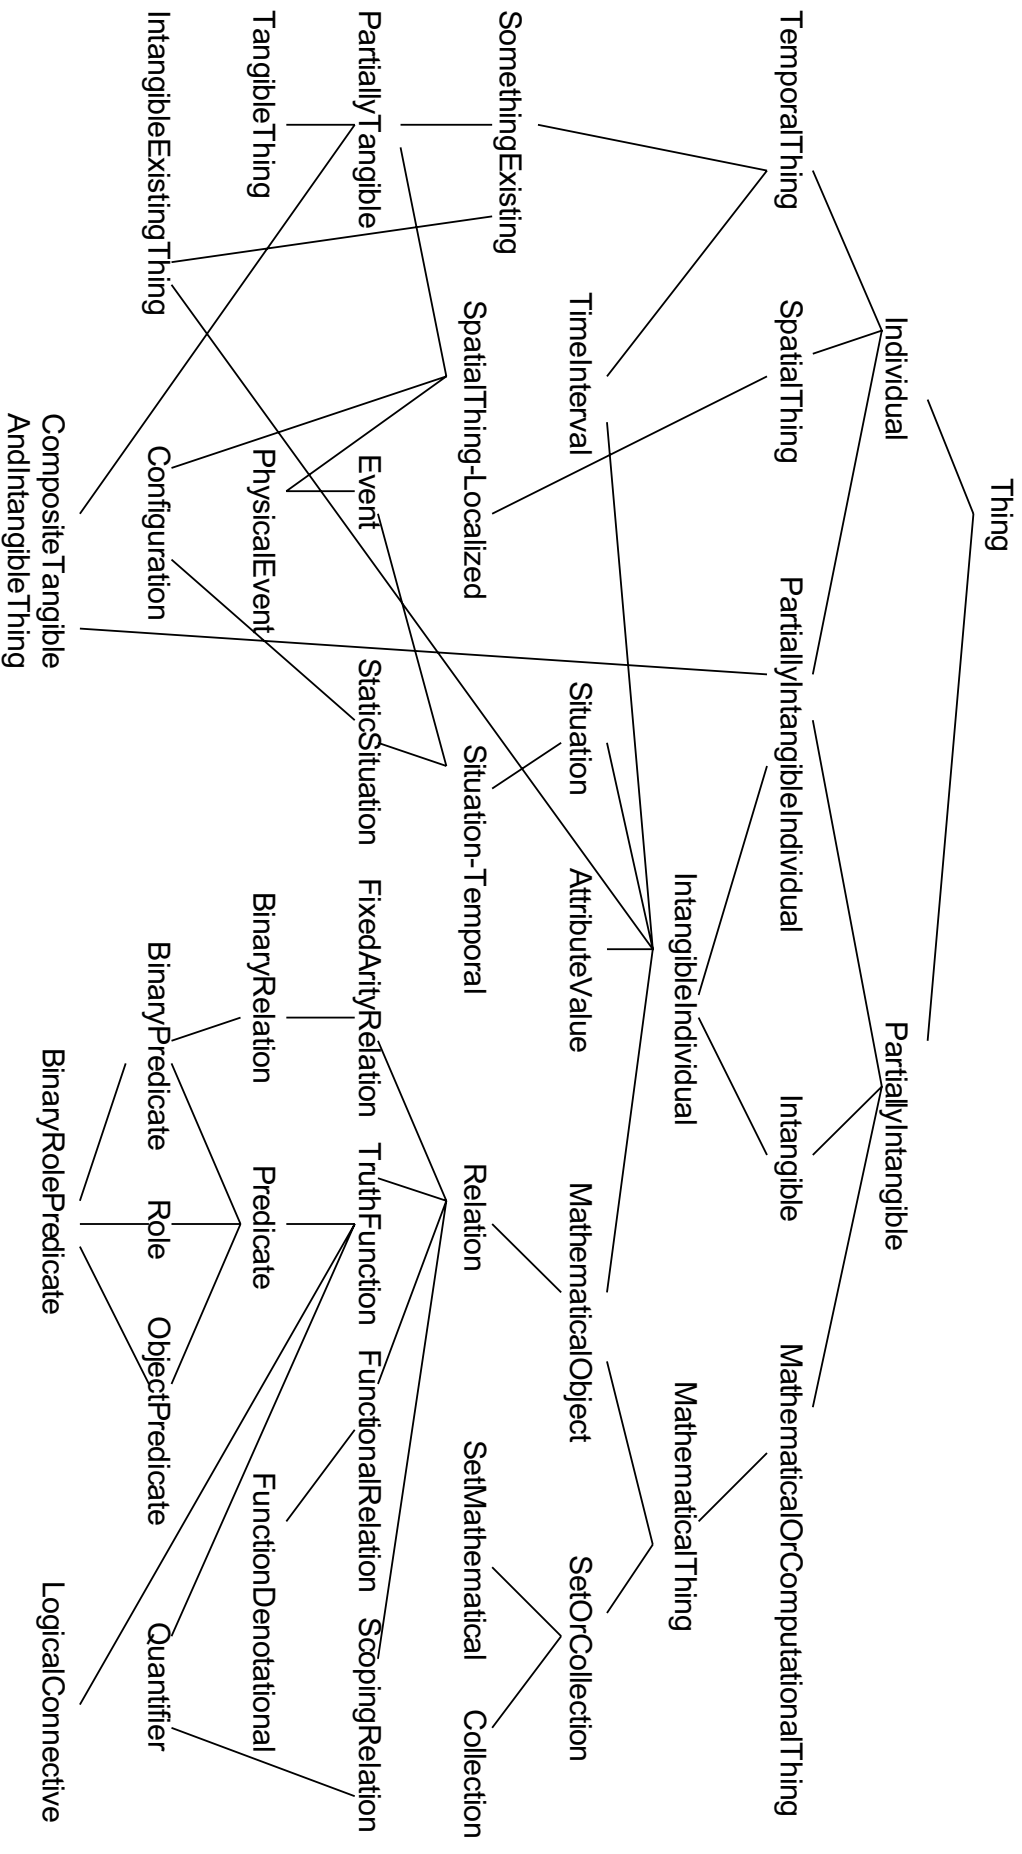 Thing
Individual
PartiallyIntangible
TemporalThing
SpatialThing
PartiallyIntangibleIndividual
Intangible
MathematicalOrComputationalThing
IntangibleIndividual
MathematicalThing
TimeInterval
Situation
AttributeValue
MathematicalObject
SetOrCollection
SomethingExisting
SpatialThing-Localized
Situation-Temporal
Relation
SetMathematical
Collection
PartiallyTangible
Event
StaticSituation
FixedArityRelation
TruthFunction
FunctionalRelation
ScopingRelation
TangibleThing
PhysicalEvent
BinaryRelation
Predicate
FunctionDenotational
IntangibleExistingThing
Configuration
BinaryPredicate
Role
ObjectPredicate
Quantifier
CompositeTangible
AndIntangibleThing
BinaryRolePredicate
LogicalConnective